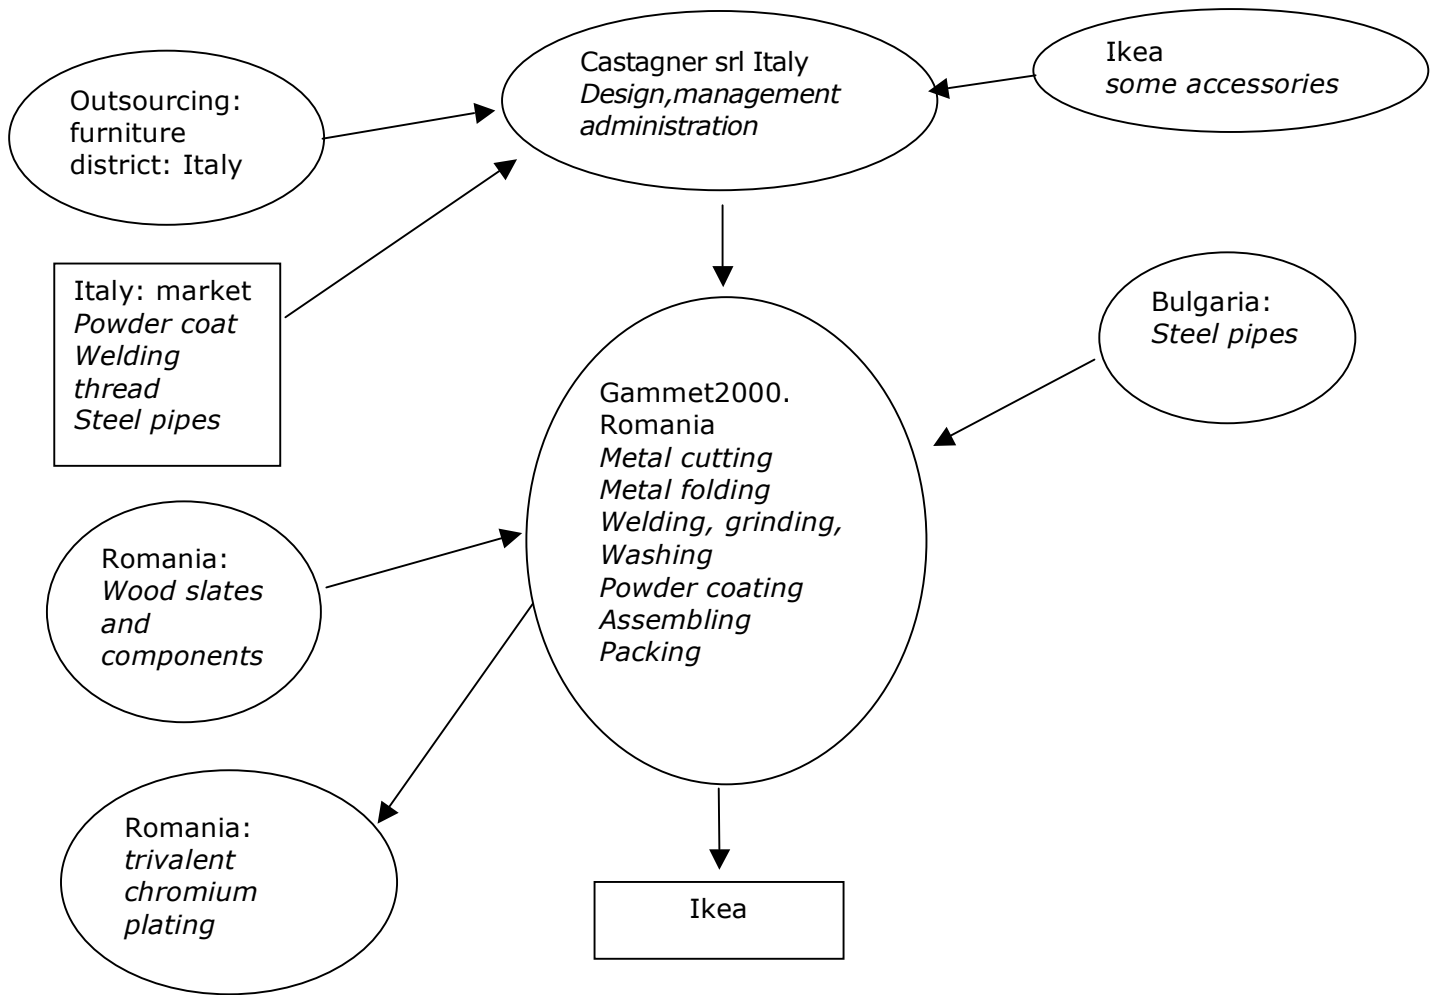 Outsourcing:
furniture
district: Italy
Castagner srl Italy
Design,management
administration
Ikea
some accessories
Italy: market
Powder coat
Welding
thread
Steel pipes
Bulgaria:
Steel pipes
Gammet2000.
Romania
Metal cutting
Metal folding
Welding, grinding,
Washing
Powder coating
Assembling
Packing
Romania:
Wood slates
and
components
Romania:
trivalent
chromium
plating
Ikea